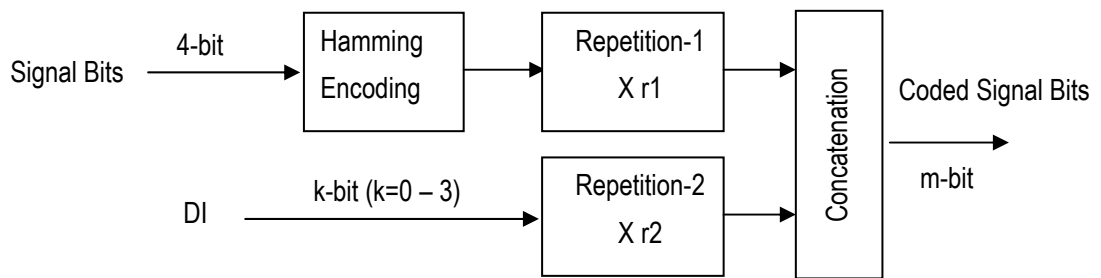 Signal Bits
4-bit
Hamming
Encoding
Repetition-1
X r1
Concatenation
Coded Signal Bits
m-bit
DI
k-bit (k=0 – 3)
Repetition-2
X r2